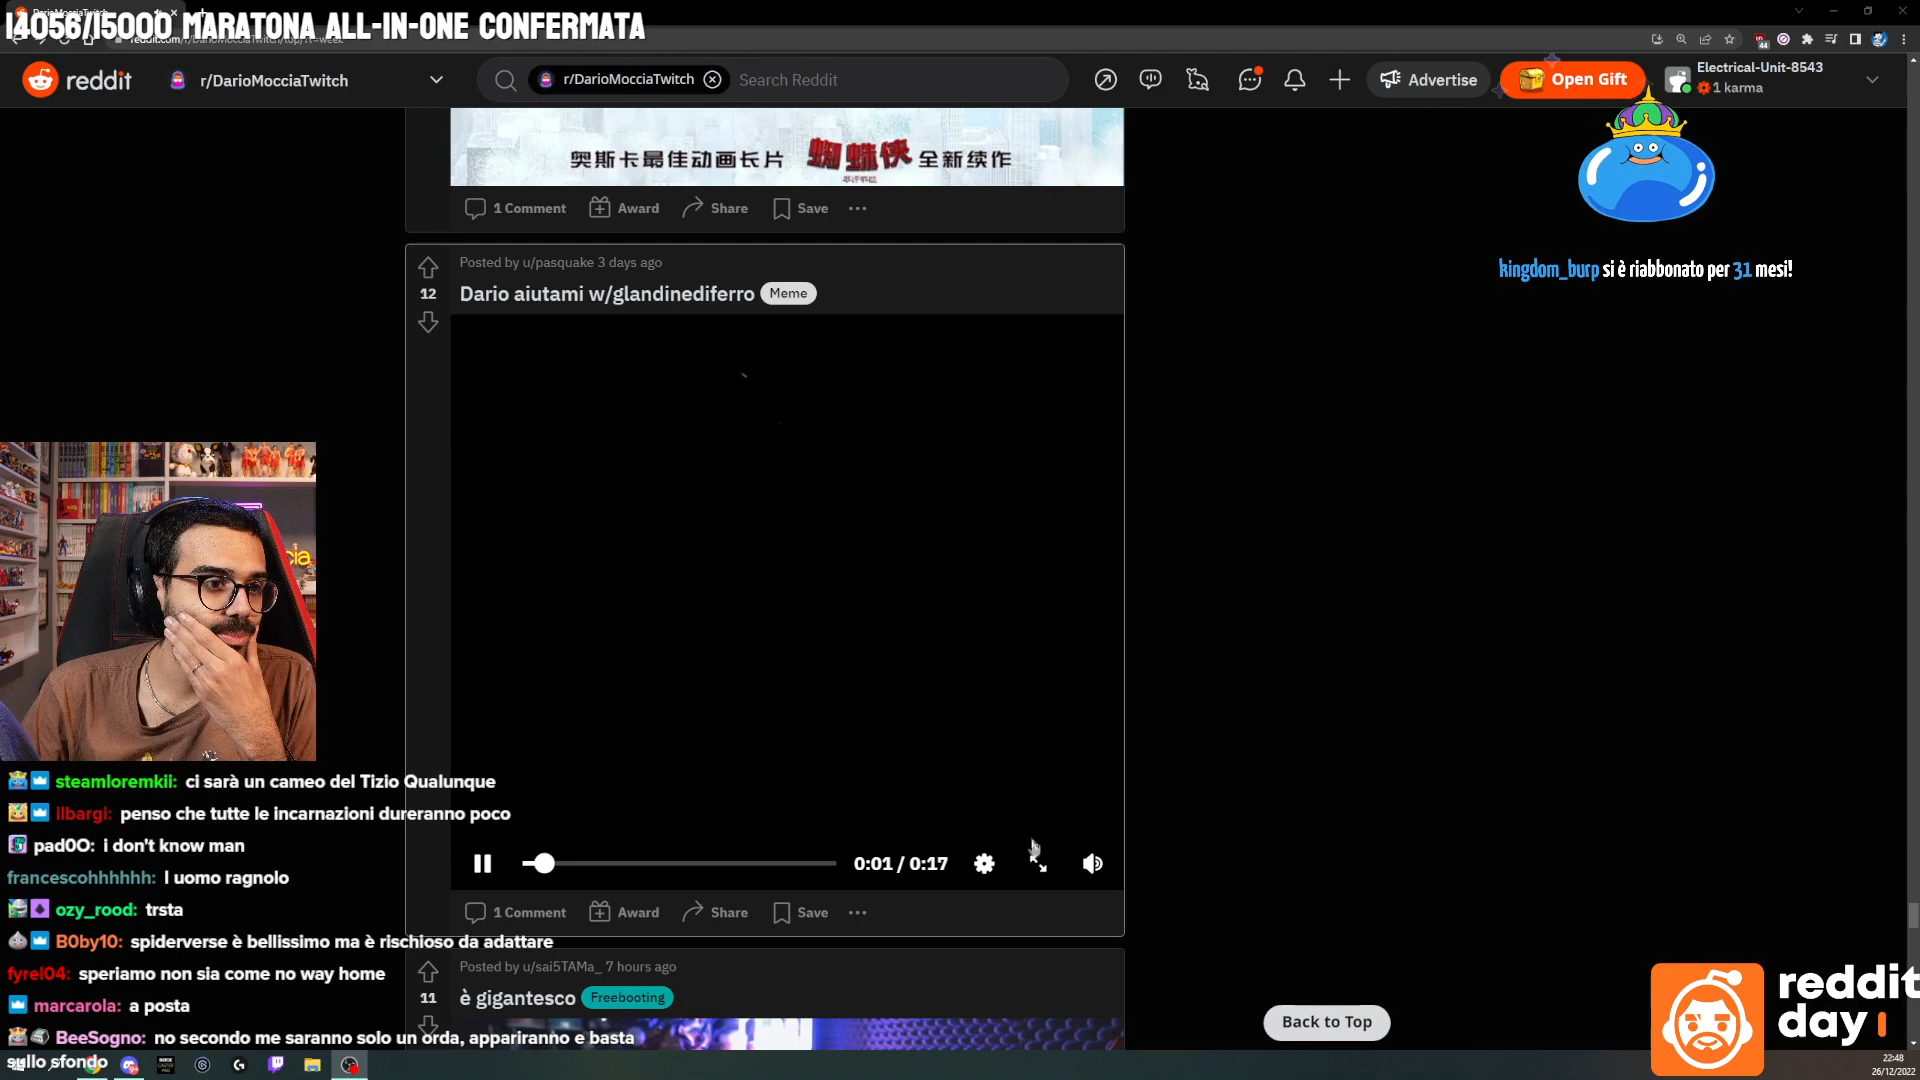 14056/15000 MARATONA ALL-IN-ONE CONFERMATA
reddit
r/DarioMocciaTwitch
r/DarioMocciaTwitch
Search Reddit
Advertise
Open Gift
Electrical-Unit-8543
1 karma
奥斯卡最佳动画长片 蜘蛛侠 全新续作
1 Comment
Award
Share
Save
kingdom_burp si è riabbonato per 31 mesi!
Posted by u/pasquake 3 days ago
12
Dario aiutami w/glandinediferro
Meme
0:01 / 0:17
1 Comment
Award
Share
Save
Posted by u/sai5TAMa_ 7 hours ago
11
è gigantesco
Freebooting
Back to Top
steamloremkii: ci sarà un cameo del Tizio Qualunque
ilbargi: penso che tutte le incarnazioni dureranno poco
pad0O: i don't know man
francescohhhhhh: l uomo ragnolo
ozy_rood: trsta
B0by10: spiderverse è bellissimo ma è rischioso da adattare
fyrel04: speriamo non sia come no way home
marcarola: a posta
BeeSogno: no secondo me saranno solo un orda, appariranno e basta
sullo sfondo
reddit
day
22:48
26/12/2022